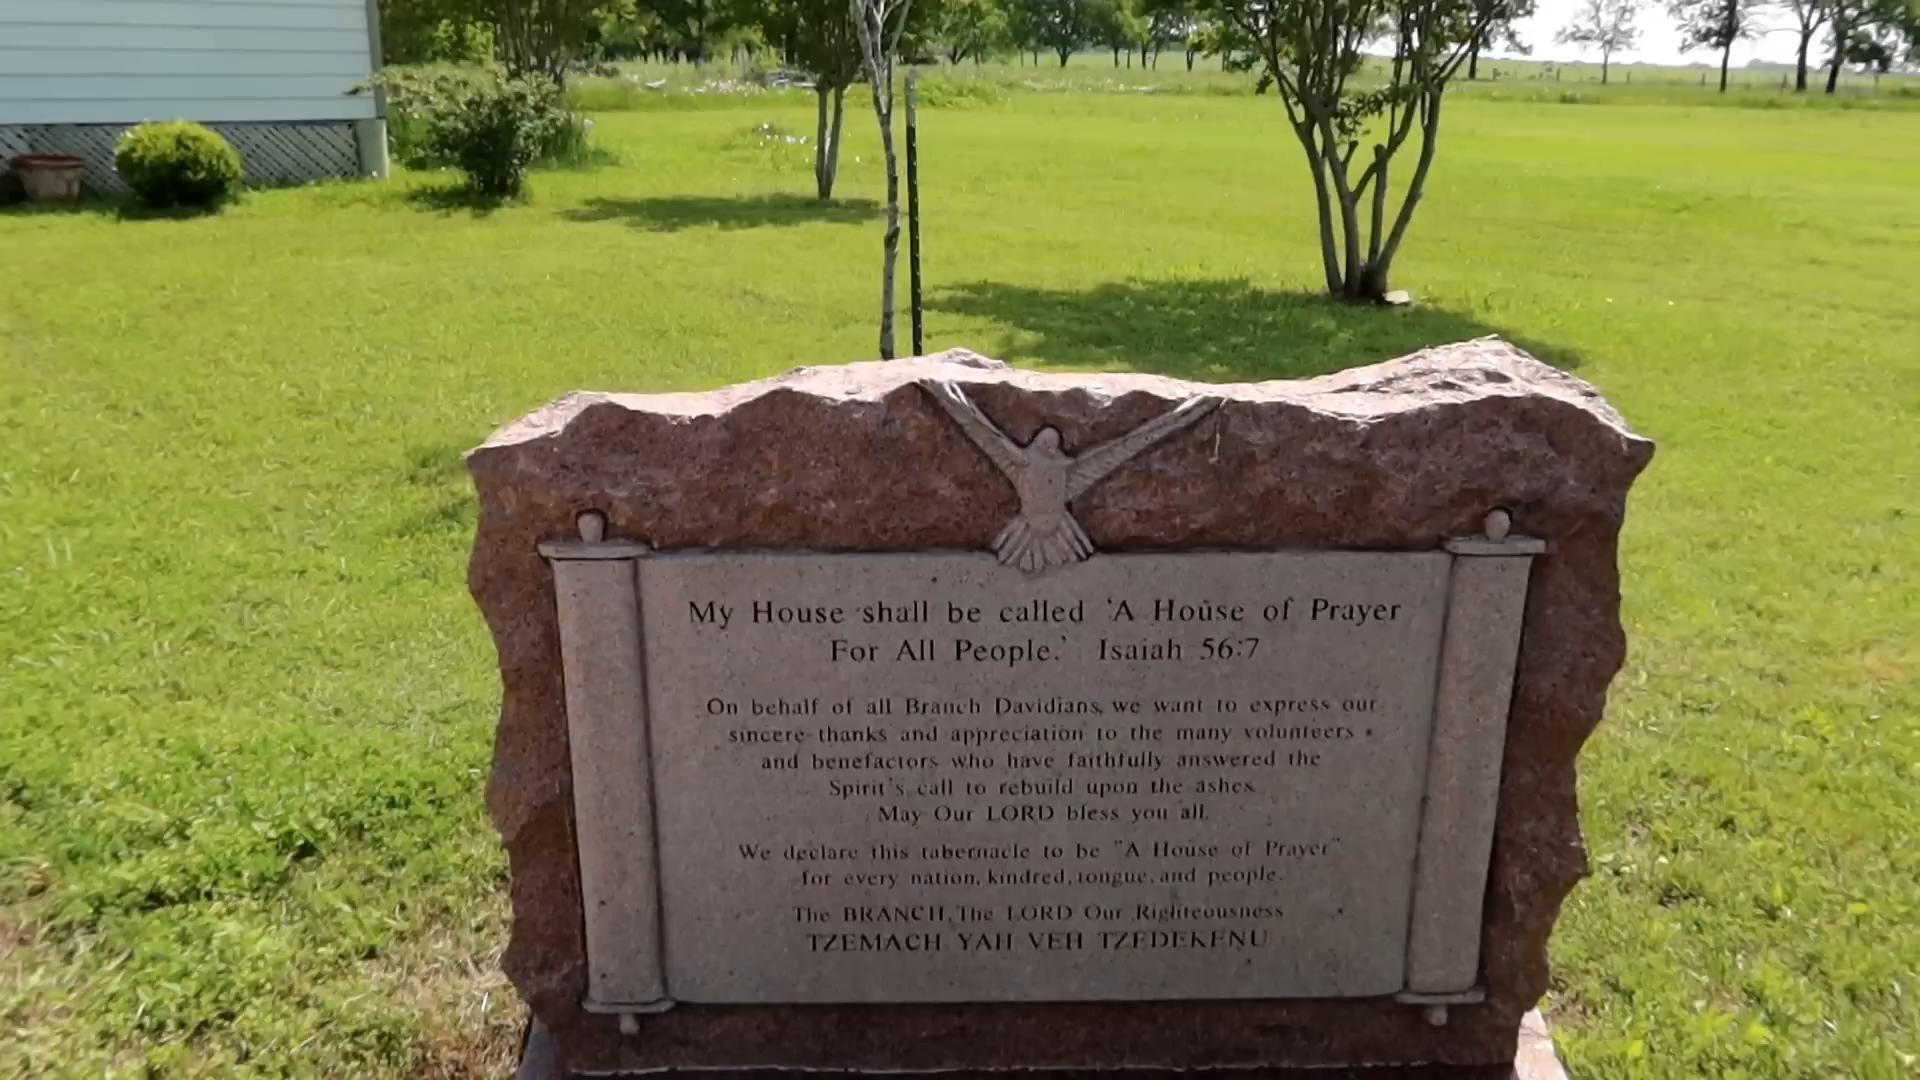 My House shall be called 'A House of Prayer
For All People.' Isaiah 56:7
On behalf of all Branch Davidians, we want to express our
sincere thanks and appreciation to the many volunteers
and benefactors who have faithfully answered the
Spirit's call to rebuild upon the ashes.
May Our LORD bless you all.
We declare this tabernacle to be "A House of Prayer"
for every nation, kindred, tongue, and people.
The BRANCH, The LORD Our Righteousness
TZEMACH YAH VEH TZEDEKENU